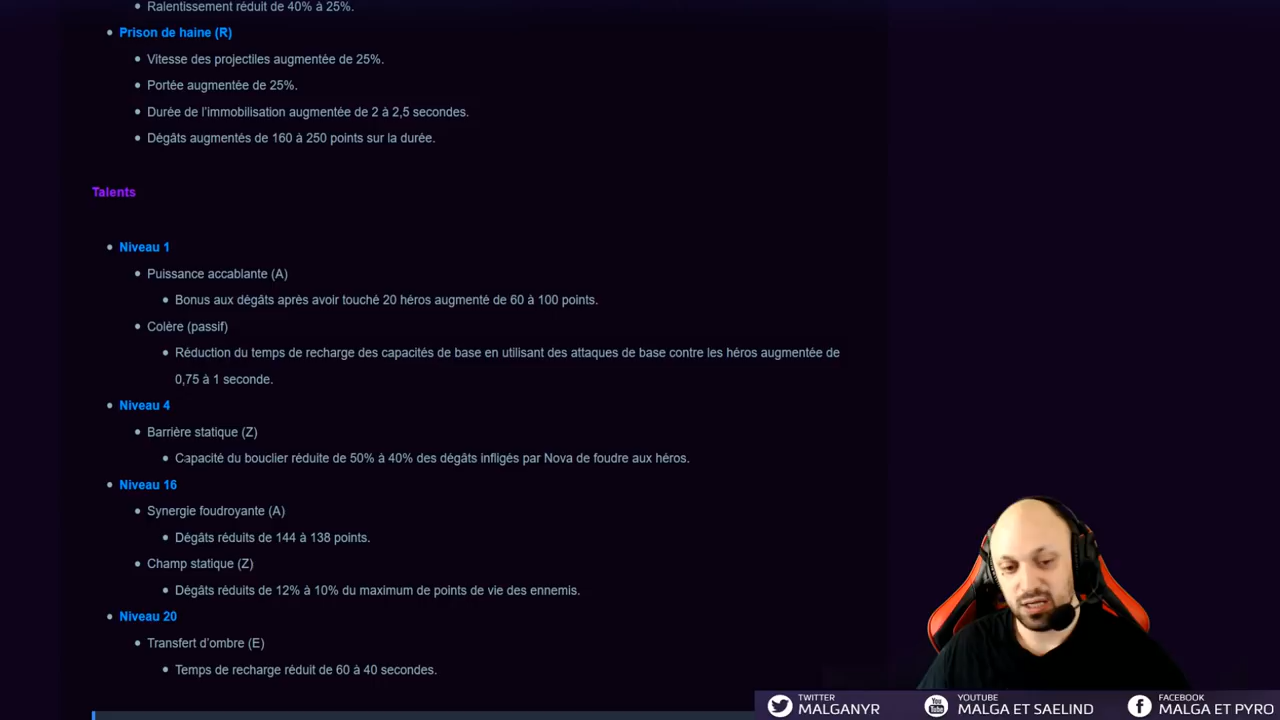 Ralentissement réduit de 40% à 25%.
Prison de haine (R)
Vitesse des projectiles augmentée de 25%.
Portée augmentée de 25%.
Durée de l’immobilisation augmentée de 2 à 2,5 secondes.
Dégâts augmentés de 160 à 250 points sur la durée.
Talents
Niveau 1
Puissance accablante (A)
Bonus aux dégâts après avoir touché 20 héros augmenté de 60 à 100 points.
Colère (passif)
Réduction du temps de recharge des capacités de base en utilisant des attaques de base contre les héros augmentée de
0,75 à 1 seconde.
Niveau 4
Barrière statique (Z)
Capacité du bouclier réduite de 50% à 40% des dégâts infligés par Nova de foudre aux héros.
Niveau 16
Synergie foudroyante (A)
Dégâts réduits de 144 à 138 points.
Champ statique (Z)
Dégâts réduits de 12% à 10% du maximum de points de vie des ennemis.
Niveau 20
Transfert d’ombre (E)
Temps de recharge réduit de 60 à 40 secondes.
TWITTER
MALGANYR
YOUTUBE
MALGA ET SAELIND
FACEBOOK
MALGA ET PYRO